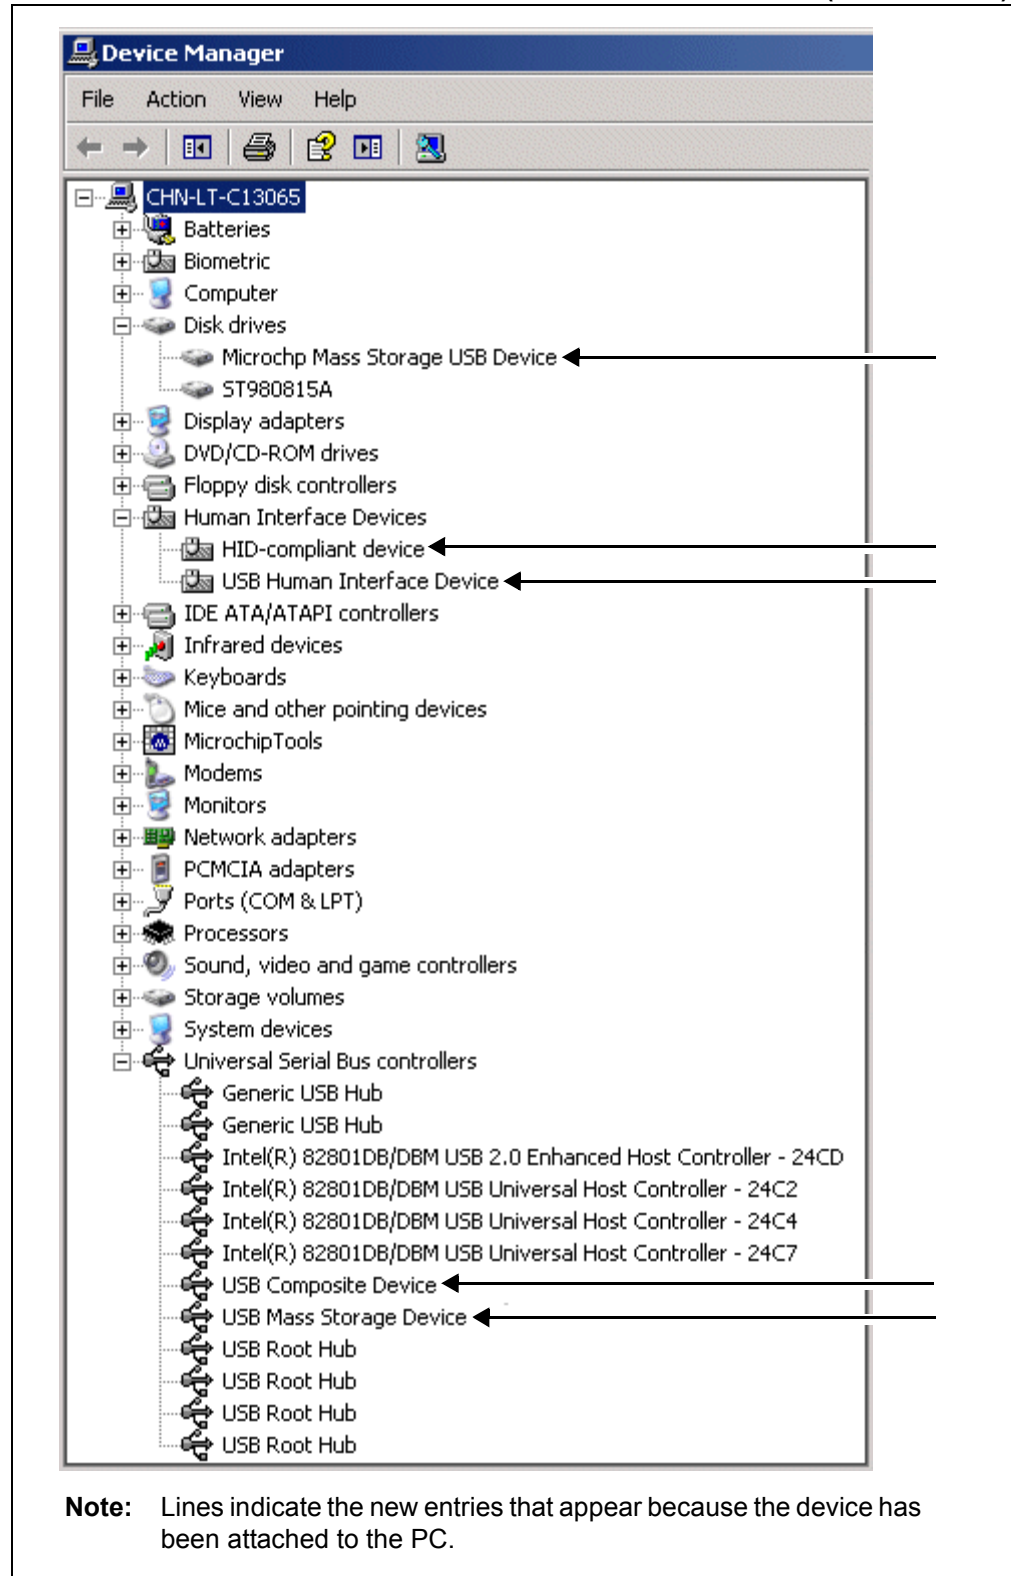 Device Manager
File Action View Help
CHN-LT-C13065
Batteries
Biometric
Computer
Disk drives
Microchp Mass Storage USB Device
ST980815A
Display adapters
DVD/CD-ROM drives
Floppy disk controllers
Human Interface Devices
HID-compliant device
USB Human Interface Device
IDE ATA/ATAPI controllers
Infrared devices
Keyboards
Mice and other pointing devices
MicrochipTools
Modems
Monitors
Network adapters
PCMCIA adapters
Ports (COM & LPT)
Processors
Sound, video and game controllers
Storage volumes
System devices
Universal Serial Bus controllers
Generic USB Hub
Generic USB Hub
Intel(R) 82801DB/DBM USB 2.0 Enhanced Host Controller - 24CD
Intel(R) 82801DB/DBM USB Universal Host Controller - 24C2
Intel(R) 82801DB/DBM USB Universal Host Controller - 24C4
Intel(R) 82801DB/DBM USB Universal Host Controller - 24C7
USB Composite Device
USB Mass Storage Device
USB Root Hub
USB Root Hub
USB Root Hub
USB Root Hub
Note: Lines indicate the new entries that appear because the device has
been attached to the PC.